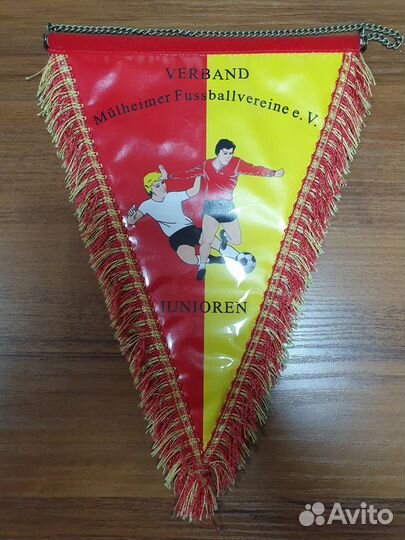 VERBAND
Mülheimer Fussballvereine e.V.
JUNIOREN
Avito